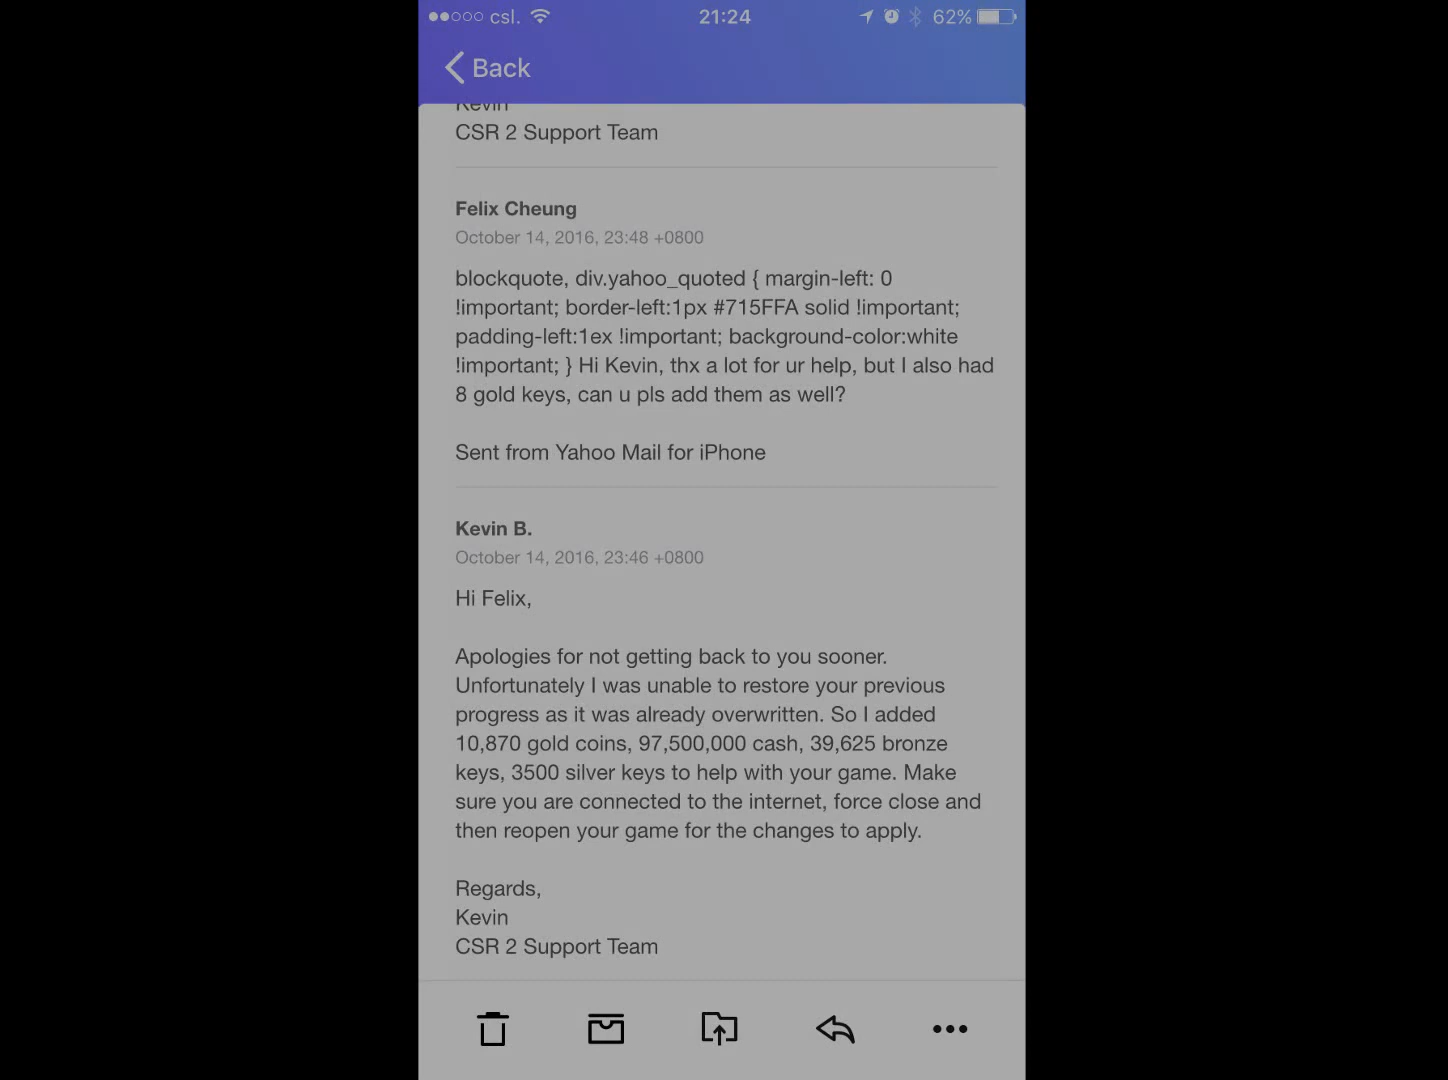 csl.
21:24
62%
Back
Kevin
CSR 2 Support Team
Felix Cheung
October 14, 2016, 23:48 +0800
blockquote, div.yahoo_quoted { margin-left: 0
!important; border-left:1px #715FFA solid !important;
padding-left:1ex !important; background-color:white
!important; } Hi Kevin, thx a lot for ur help, but I also had
8 gold keys, can u pls add them as well?
Sent from Yahoo Mail for iPhone
Kevin B.
October 14, 2016, 23:46 +0800
Hi Felix,
Apologies for not getting back to you sooner.
Unfortunately I was unable to restore your previous
progress as it was already overwritten. So I added
10,870 gold coins, 97,500,000 cash, 39,625 bronze
keys, 3500 silver keys to help with your game. Make
sure you are connected to the internet, force close and
then reopen your game for the changes to apply.
Regards,
Kevin
CSR 2 Support Team